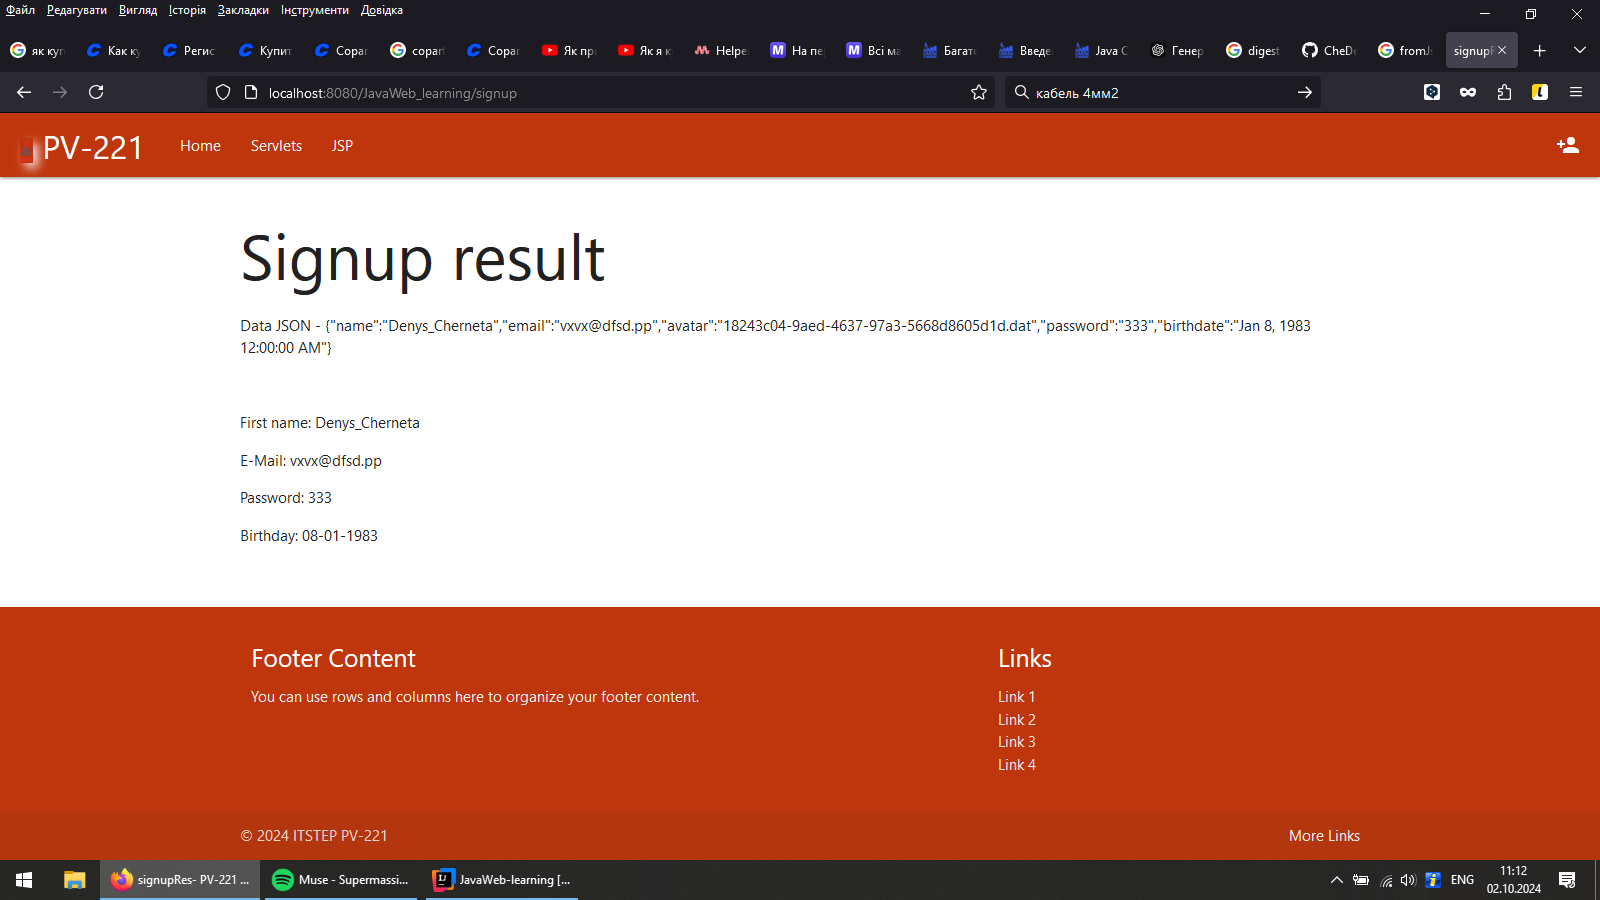 Файл Редагувати Вигляд Історія Закладки Інструменти Довідка
як куп Как ку Регис Купит Copar copart Copar Як при Як я ку Helpe На пе Всі ма Багато Введе Java C Генер digest CheDe fromJs signupR
localhost:8080/JavaWeb_learning/signup
кабель 4мм2
PV-221 Home Servlets JSP
Signup result
Data JSON - {"name":"Denys_Cherneta","email":"vxvx@dfsd.pp","avatar":"18243c04-9aed-4637-97a3-5668d8605d1d.dat","password":"333","birthdate":"Jan 8, 1983
12:00:00 AM"}
First name: Denys_Cherneta
E-Mail: vxvx@dfsd.pp
Password: 333
Birthday: 08-01-1983
Footer Content
You can use rows and columns here to organize your footer content.
Links
Link 1
Link 2
Link 3
Link 4
© 2024 ITSTEP PV-221
More Links
signupRes- PV-221 ... Muse - Supermassi... JavaWeb-learning [... ENG
11:12
02.10.2024